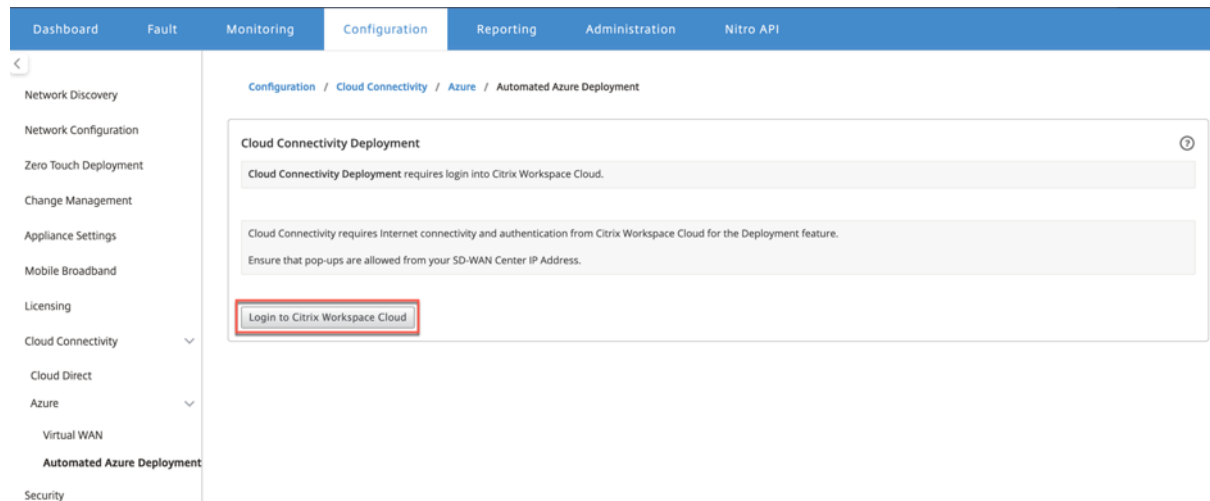 Dashboard Fault Monitoring Configuration Reporting Administration Nitro API
Network Discovery
Network Configuration
Zero Touch Deployment
Change Management
Appliance Settings
Mobile Broadband
Licensing
Cloud Connectivity
Cloud Direct
Azure
Virtual WAN
Automated Azure Deployment
Security
Configuration / Cloud Connectivity / Azure / Automated Azure Deployment
Cloud Connectivity Deployment
Cloud Connectivity Deployment requires login into Citrix Workspace Cloud.
Cloud Connectivity requires Internet connectivity and authentication from Citrix Workspace Cloud for the Deployment feature.
Ensure that pop-ups are allowed from your SD-WAN Center IP Address.
Login to Citrix Workspace Cloud